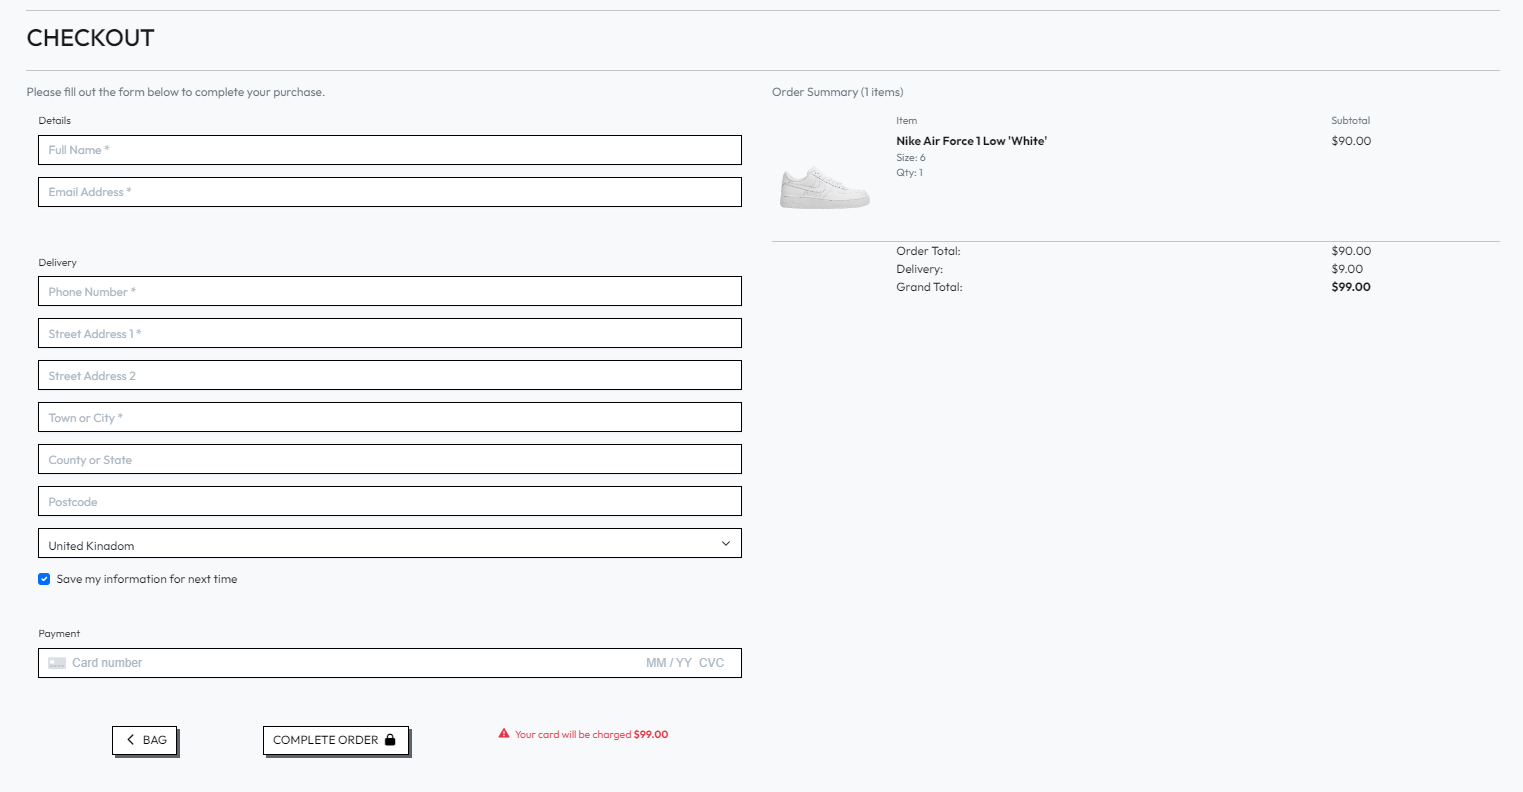 CHECKOUT
Please fill out the form below to complete your purchase.
Details
Full Name *
Email Address *
Delivery
Phone Number *
Street Address 1 *
Street Address 2
Town or City *
County or State
Postcode
United Kingdom
Save my information for next time
Payment
Card number MM / YY CVC
BAG COMPLETE ORDER Your card will be charged $99.00
Order Summary (1 items)
Item Subtotal
Nike Air Force 1 Low 'White' $90.00
Size: 6
Qty: 1
Order Total: $90.00
Delivery: $9.00
Grand Total: $99.00